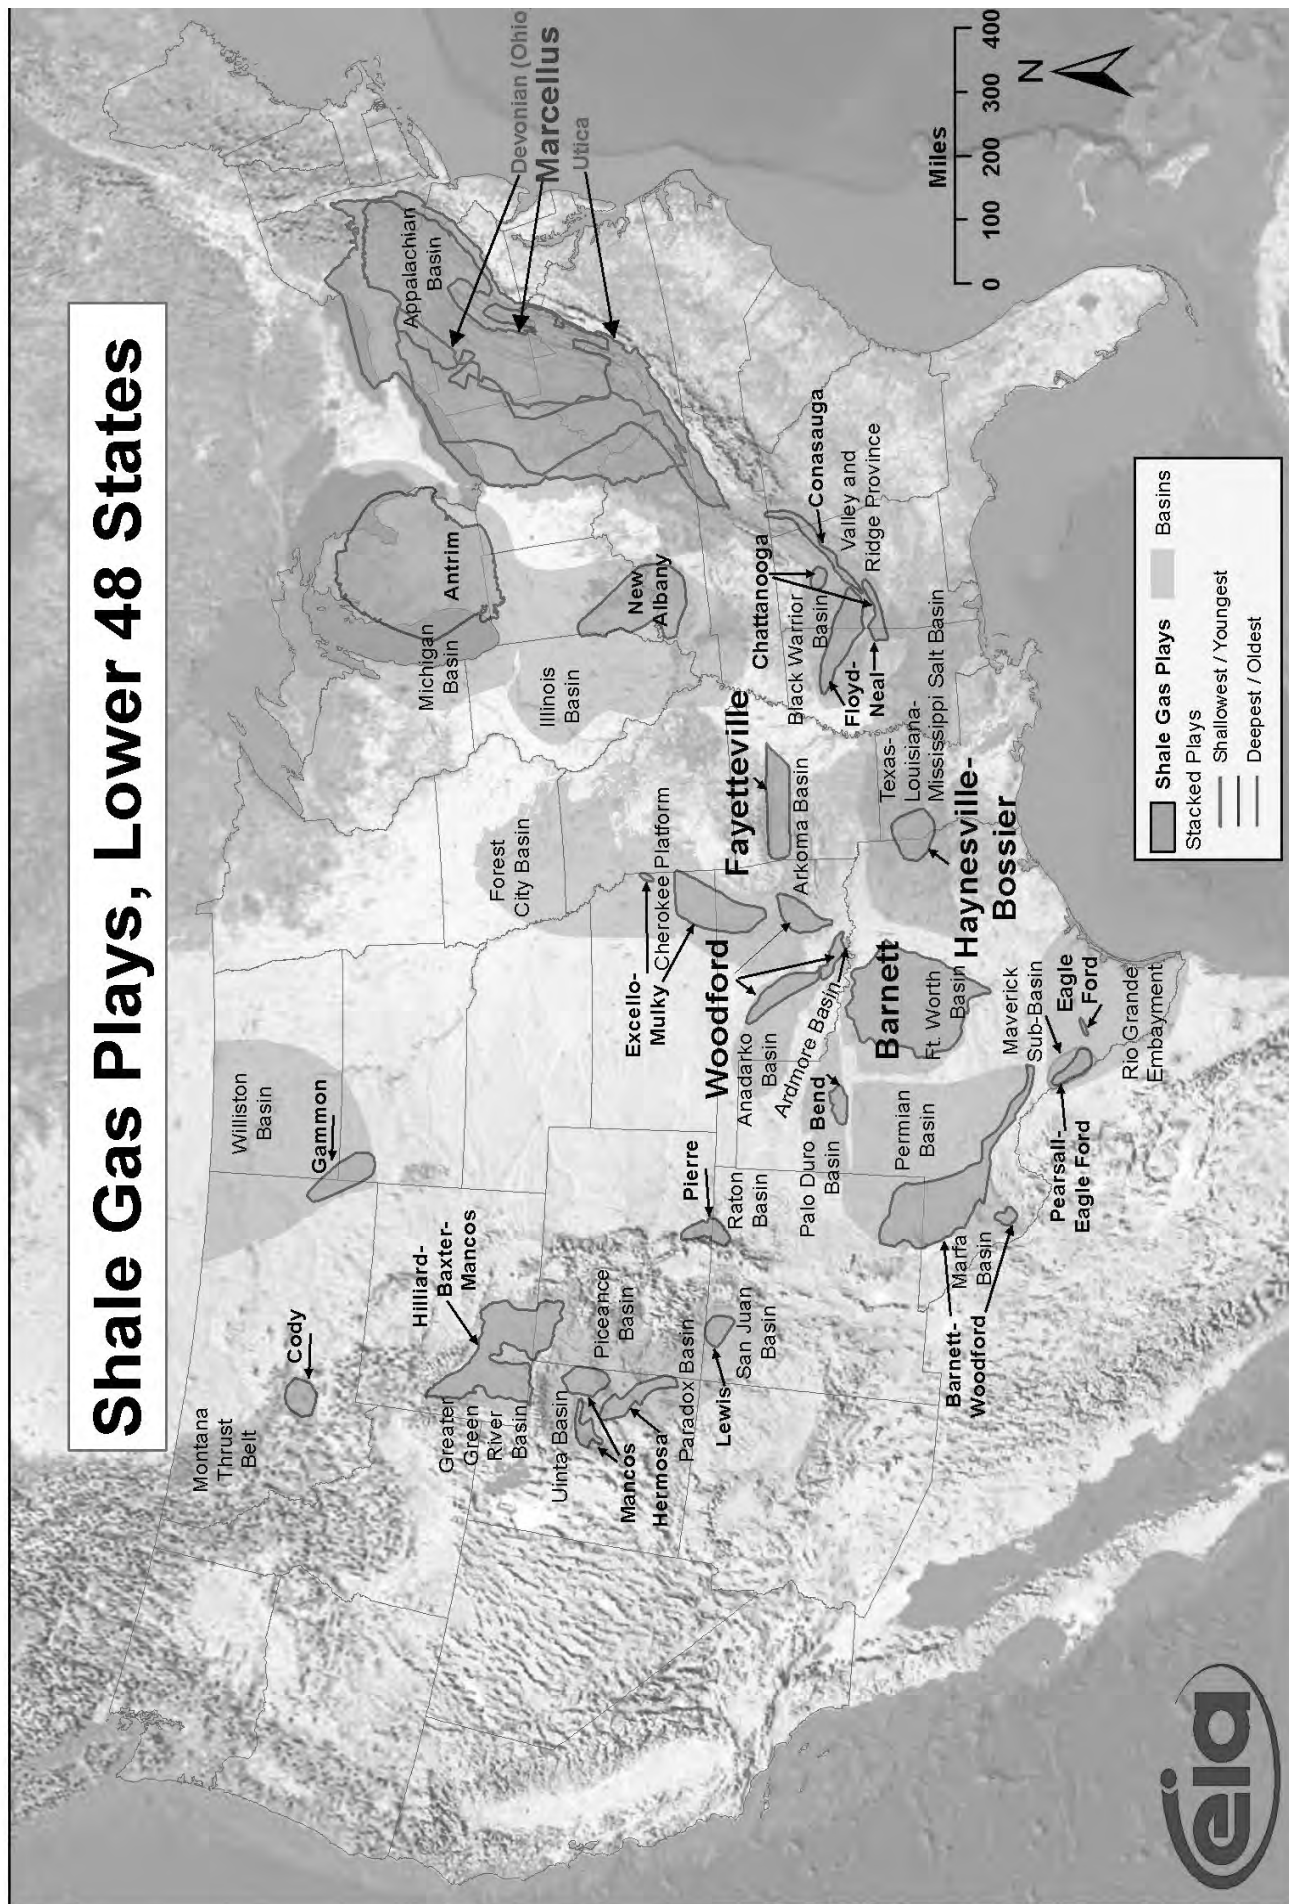 Shale Gas Plays, Lower 48 States
Montana
Thrust
Belt
Cody
Williston
Basin
Gammon
Hilliard-
Baxter-
Mancos
Greater
Green
River
Basin
Uinta Basin
Piceance
Basin
Mancos
Hermosa
Paradox Basin
Lewis
San Juan
Basin
Pierre
Raton
Basin
Forest
City Basin
Excello-
Mulky
Cherokee Platform
Woodford
Anadarko
Basin
Ardmore Basin
Arkoma Basin
Fayetteville
Palo Duro
Basin
Bend
Barnett
Ft. Worth
Basin
Permian
Basin
Marfa
Basin
Barnett-
Woodford
Pearsall-
Eagle Ford
Maverick
Sub-Basin
Eagle
Ford
Rio Grande
Embayment
Haynesville-
Bossier
Texas-
Louisiana-
Mississippi Salt Basin
Michigan
Basin
Antrim
Illinois
Basin
New
Albany
Black Warrior
Basin
Chattanooga
Floyd-
Neal
Conasauga
Valley and
Ridge Province
Appalachian
Basin
Devonian (Ohio
Marcellus
Utica
Miles
0 100 200 300 400
N
Shale Gas Plays
Basins
Stacked Plays
Shallowest / Youngest
Deepest / Oldest
eia